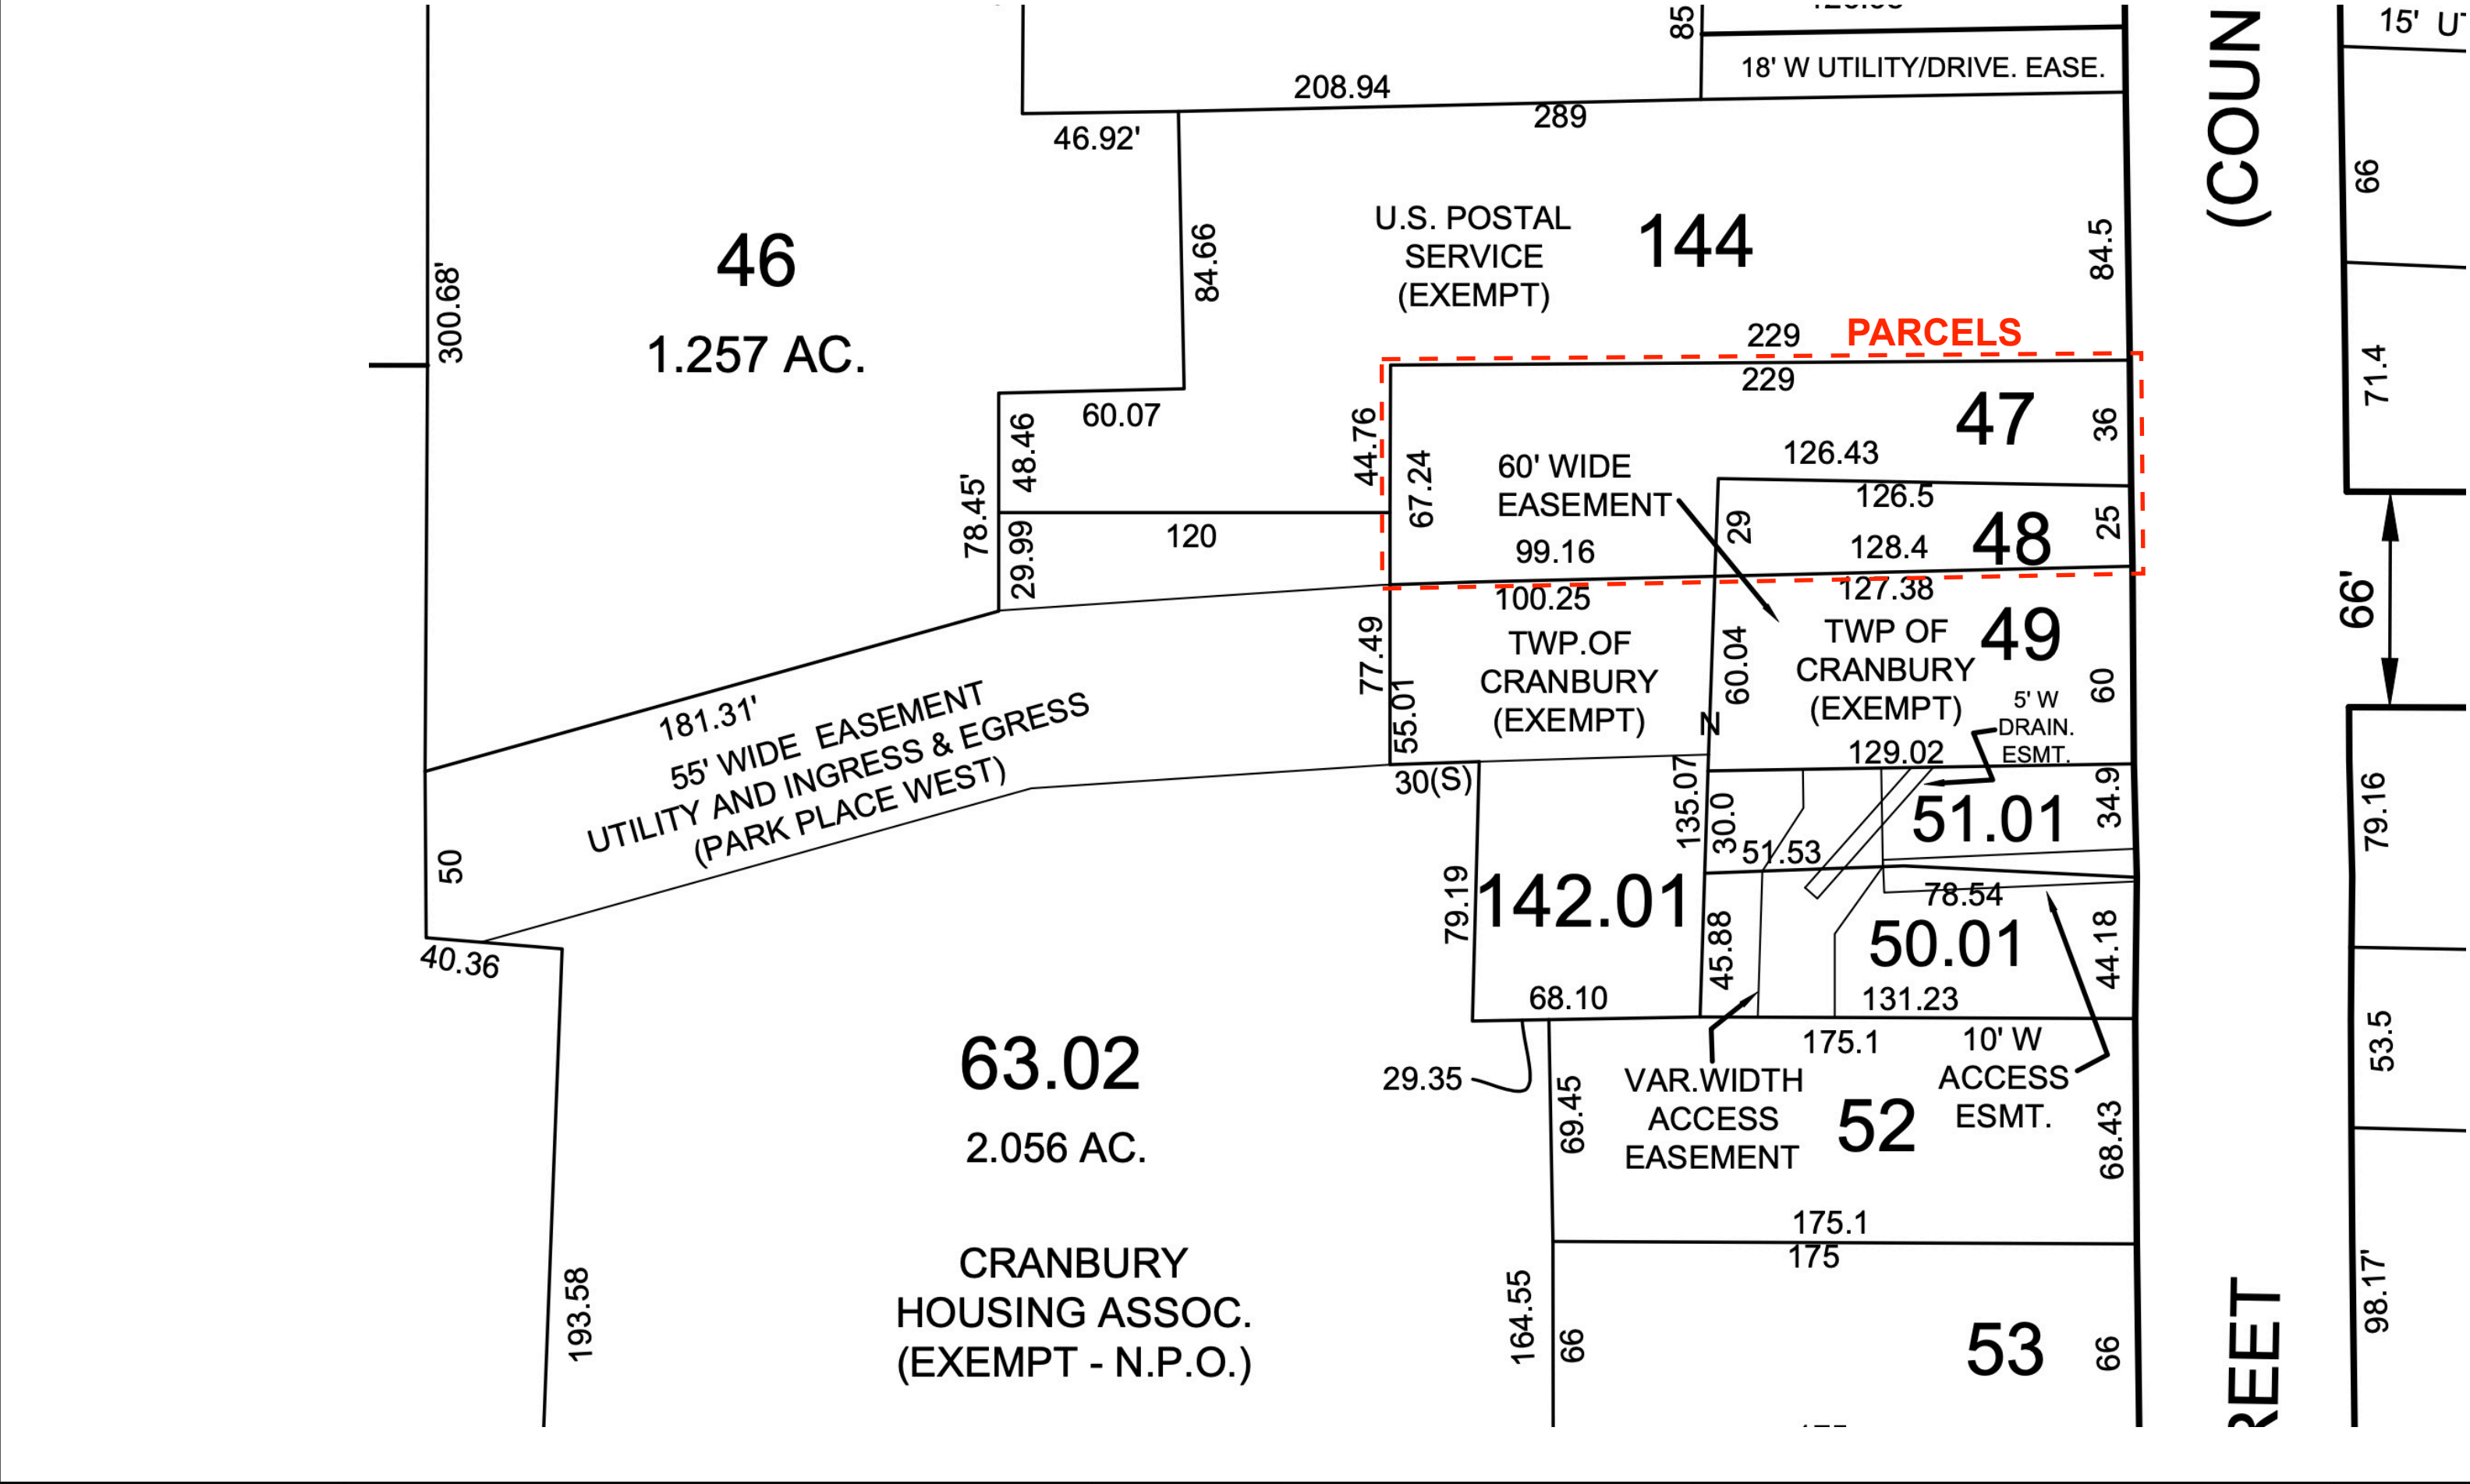 85
18' W UTILITY/DRIVE. EASE.
(COUN
15'
208.94
289
46.92'
66
84.66
U.S. POSTAL
SERVICE
(EXEMPT)
144
84.5
46
1.257 AC.
300.68'
229
PARCELS
229
71.4
60.07
48.46
44.76
67.24
47
36
126.43
60' WIDE
EASEMENT
126.5
78.45'
29.99
120
99.16
29
128.4
48
25
66'
100.25
127.38
77.49
55.01
TWP.OF
CRANBURY
(EXEMPT)
60.04
TWP OF
CRANBURY
(EXEMPT)
49
60
5' W
DRAIN.
ESMT.
N
129.02
181.31'
55' WIDE EASEMENT
UTILITY AND INGRESS & EGRESS
(PARK PLACE WEST)
30(S)
135.07
30.0
51.53
51.01
34.9
79.16
50
40.36
79.19
142.01
45.88
78.54
50.01
44.18
68.10
131.23
63.02
2.056 AC.
29.35
175.1
10' W
ACCESS
ESMT.
VAR.WIDTH
ACCESS
EASEMENT
52
69.45
68.43
53.5
175.1
175
CRANBURY
HOUSING ASSOC.
(EXEMPT - N.P.O.)
193.58
164.55
66
53
66
98.17'
REET